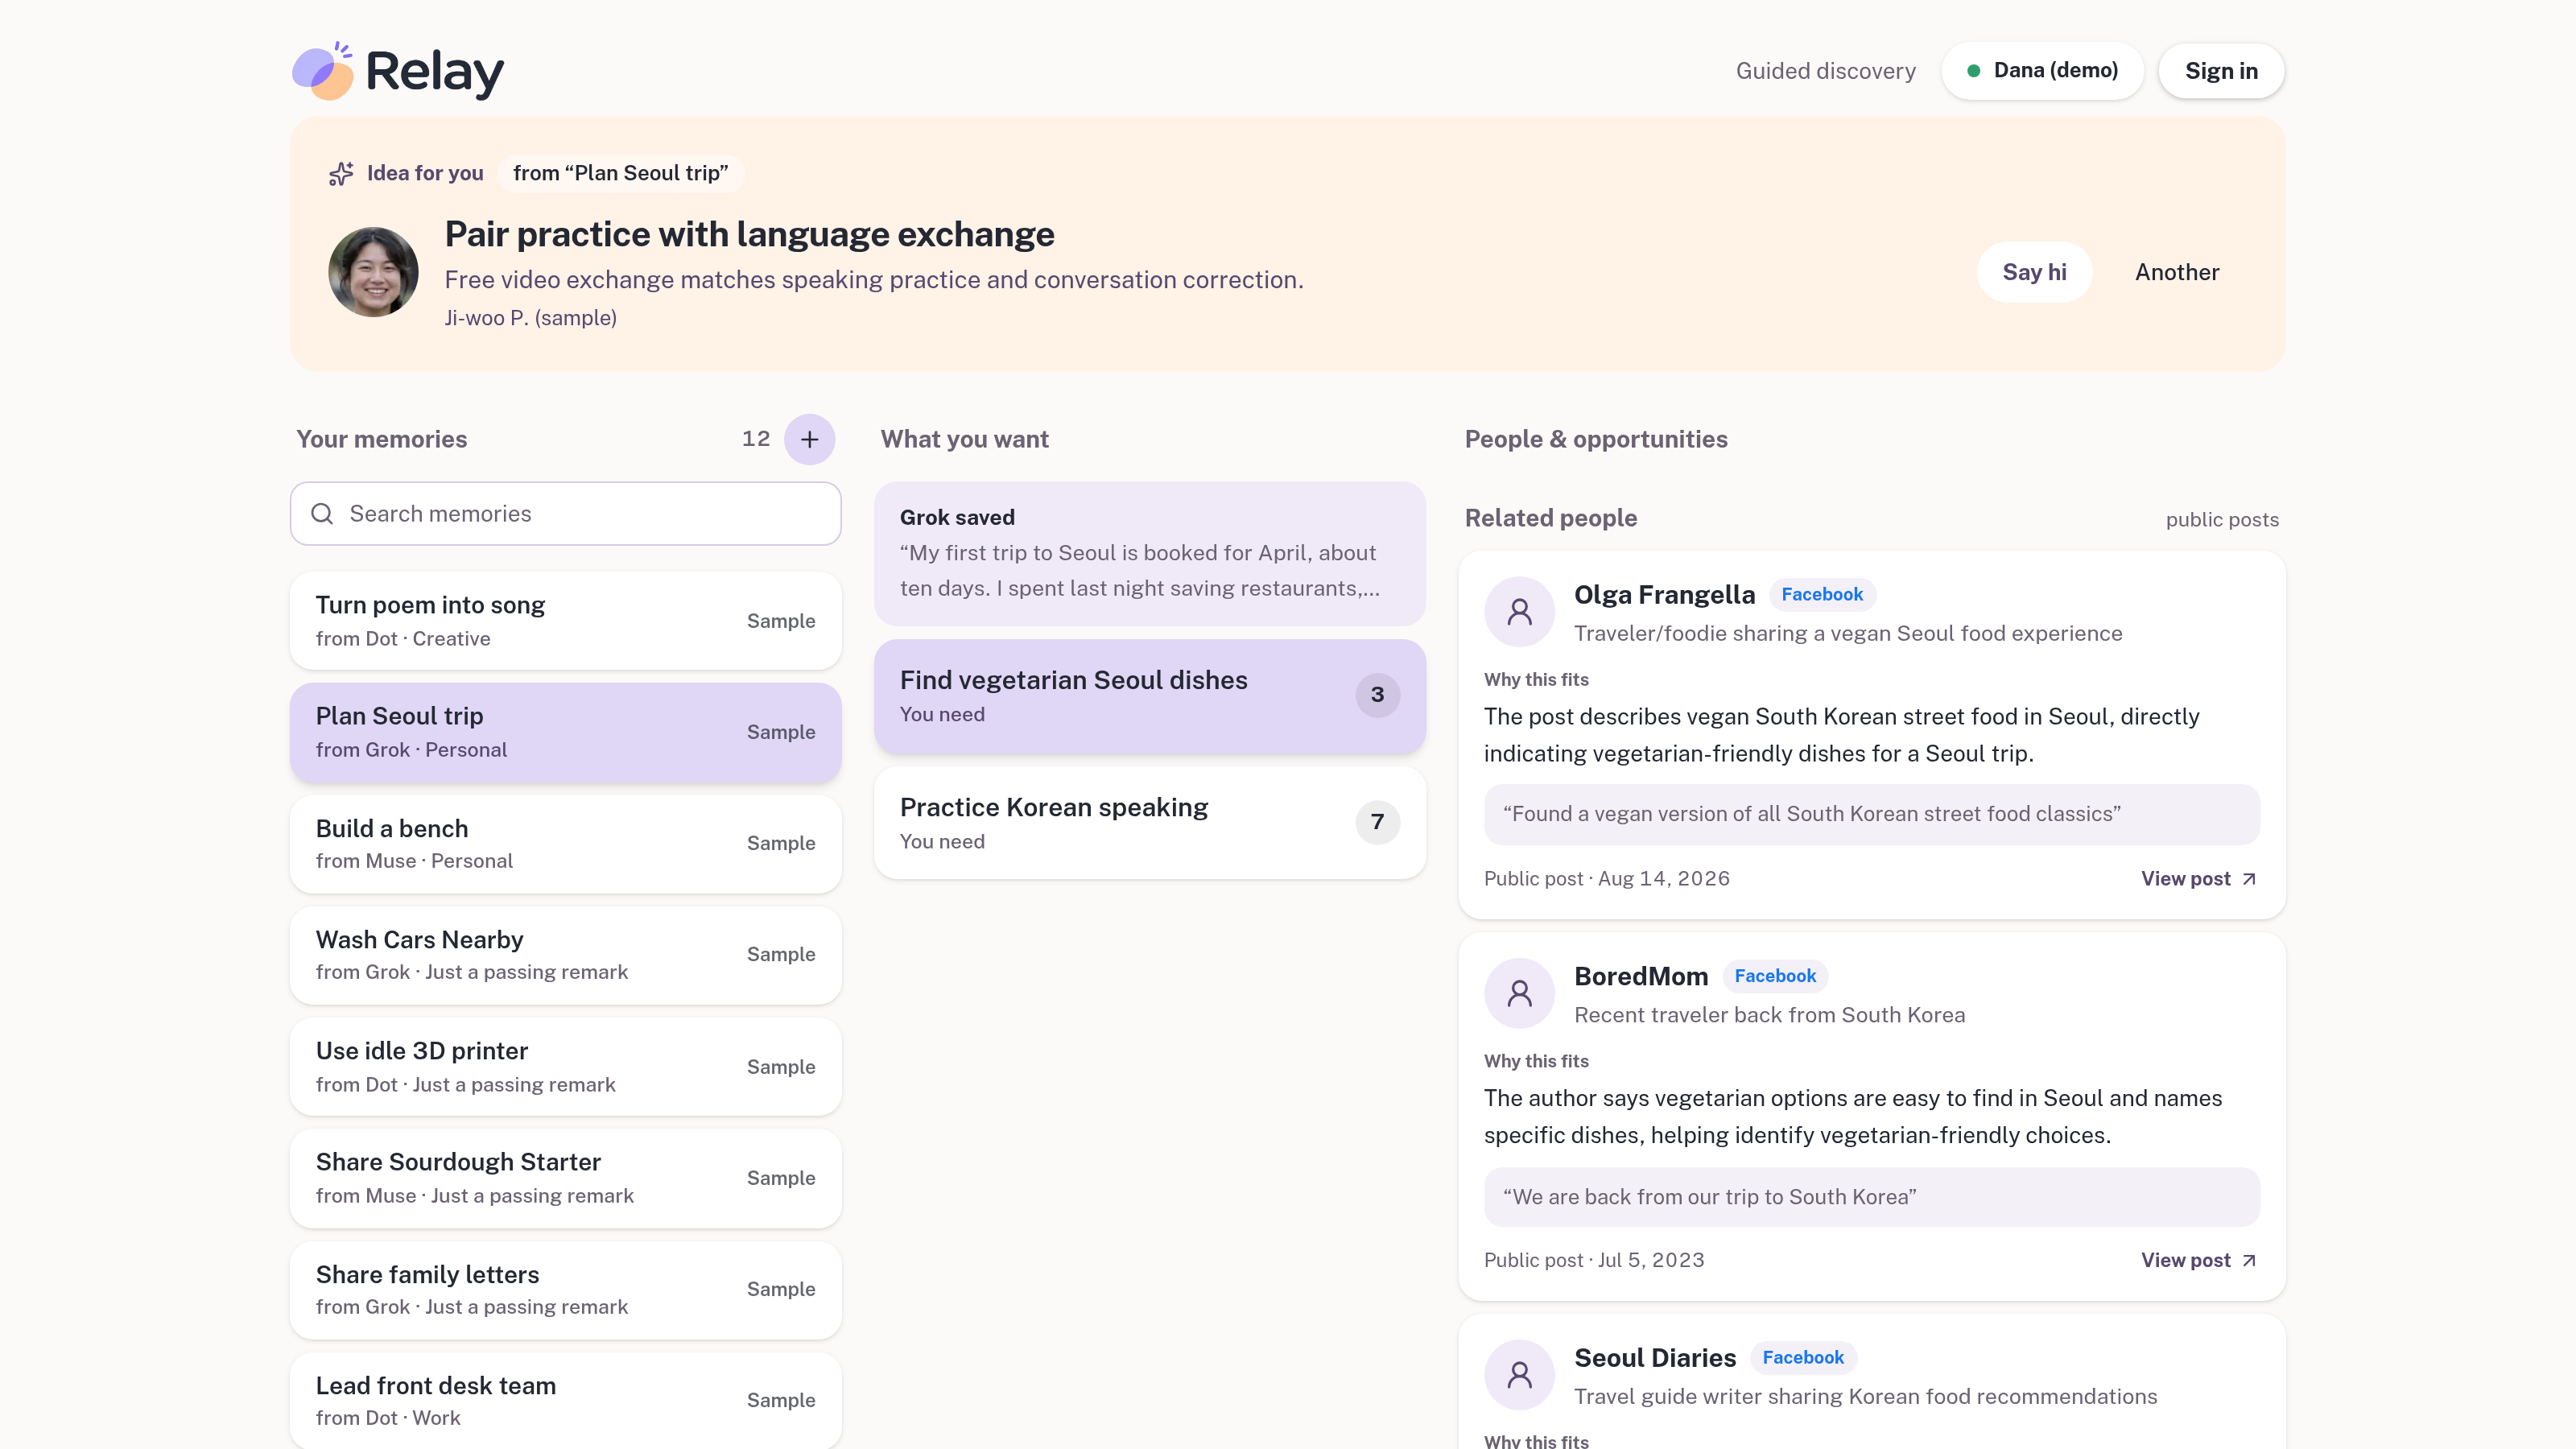 Relay
Guided discovery
Dana (demo)
Sign in
Idea for you
from “Plan Seoul trip”
Pair practice with language exchange
Free video exchange matches speaking practice and conversation correction.
Ji-woo P. (sample)
Say hi
Another
Your memories
12
Search memories
Turn poem into song
from Dot · Creative
Sample
Plan Seoul trip
from Grok · Personal
Sample
Build a bench
from Muse · Personal
Sample
Wash Cars Nearby
from Grok · Just a passing remark
Sample
Use idle 3D printer
from Dot · Just a passing remark
Sample
Share Sourdough Starter
from Muse · Just a passing remark
Sample
Share family letters
from Grok · Just a passing remark
Sample
Lead front desk team
from Dot · Work
Sample
What you want
Grok saved
“My first trip to Seoul is booked for April, about
ten days. I spent last night saving restaurants,...
Find vegetarian Seoul dishes
You need
3
Practice Korean speaking
You need
7
People & opportunities
Related people
public posts
Olga Frangella
Facebook
Traveler/foodie sharing a vegan Seoul food experience
Why this fits
The post describes vegan South Korean street food in Seoul, directly
indicating vegetarian-friendly dishes for a Seoul trip.
“Found a vegan version of all South Korean street food classics”
Public post · Aug 14, 2026
View post
BoredMom
Facebook
Recent traveler back from South Korea
Why this fits
The author says vegetarian options are easy to find in Seoul and names
specific dishes, helping identify vegetarian-friendly choices.
“We are back from our trip to South Korea”
Public post · Jul 5, 2023
View post
Seoul Diaries
Facebook
Travel guide writer sharing Korean food recommendations
Why this fits